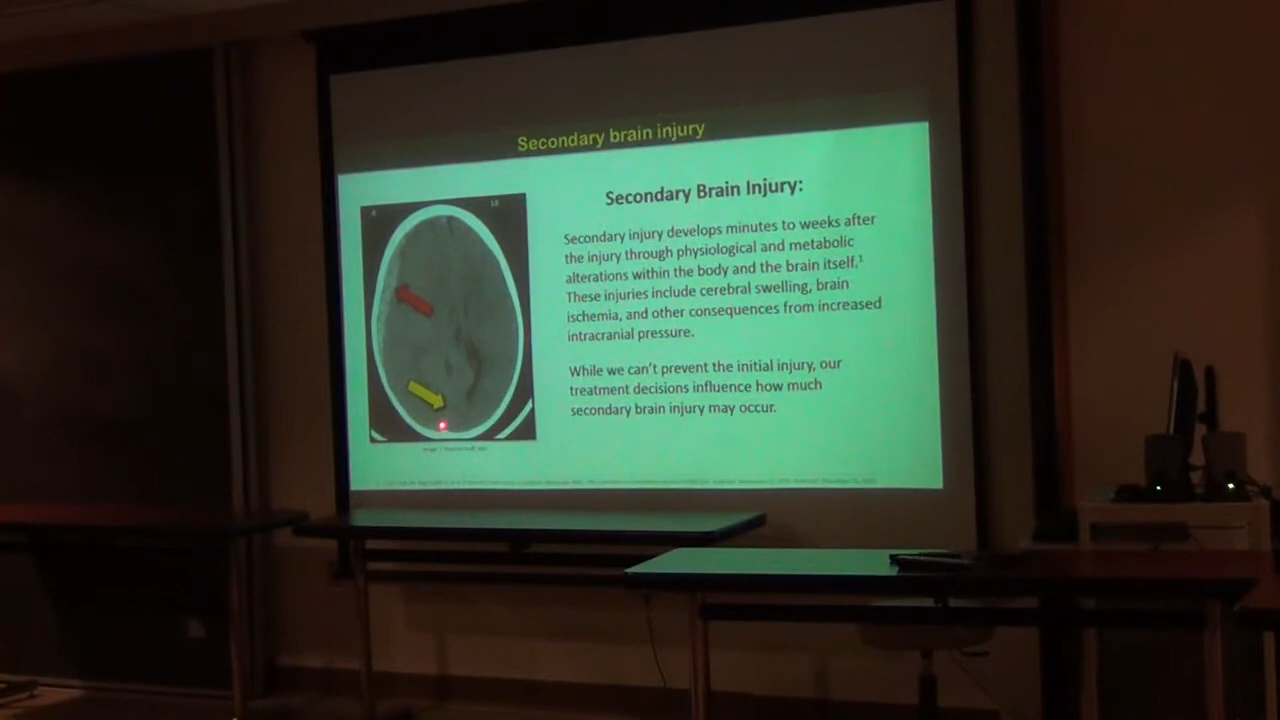 Secondary brain injury
Secondary Brain Injury:
Secondary injury develops minutes to weeks after
the injury through physiological and metabolic
alterations within the body and the brain itself.¹
These injuries include cerebral swelling, brain
ischemia, and other consequences from increased
intracranial pressure.
While we can't prevent the initial injury, our
treatment decisions influence how much
secondary brain injury may occur.